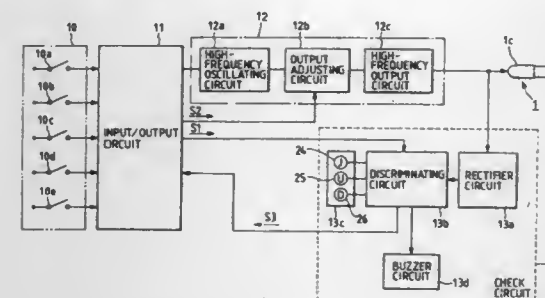 10
11
12
12a
12b
12c
1c
1
10a
10b
10c
10d
10e
INPUT/OUTPUT
CIRCUIT
HIGH-
FREQUENCY
OSCILLATING
CIRCUIT
OUTPUT
ADJUSTING
CIRCUIT
HIGH-
FREQUENCY
OUTPUT
CIRCUIT
S2
S1
S3
24
25
26
J
U
D
13c
DISCRIMINATING
CIRCUIT
13b
RECTIFIER
CIRCUIT
13a
BUZZER
CIRCUIT
13d
CHECK
CIRCUIT